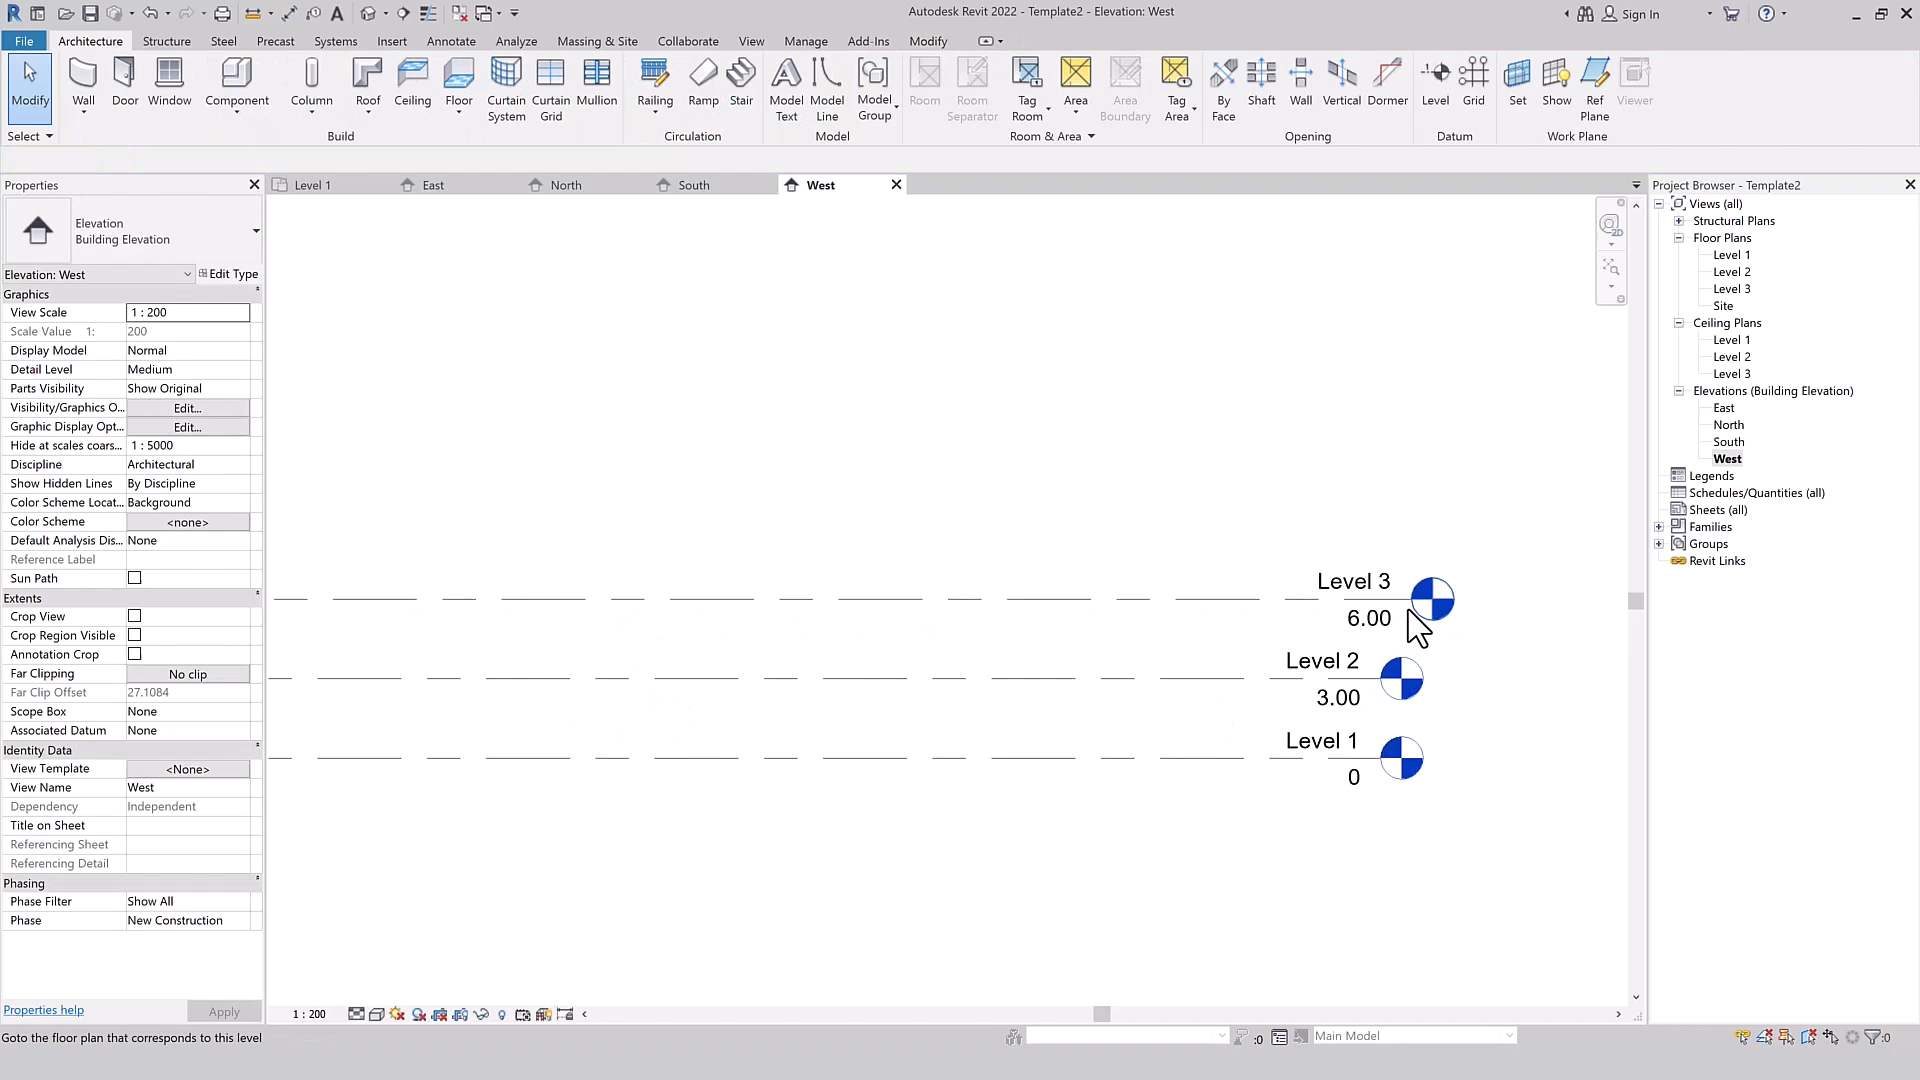 Autodesk Revit 2022 - Template2 - Elevation: West
Sign In
File Architecture Structure Steel Precast Systems Insert Annotate Analyze Massing & Site Collaborate View Manage Add-Ins Modify
Modify Wall Door Window Component Column Roof Ceiling Floor Curtain System Curtain Grid Mullion Railing Ramp Stair Model Text Model Line Model Group Room Room Separator Tag Room Area Area Boundary Tag Area By Face Shaft Wall Vertical Dormer Level Grid Set Show Ref Plane Viewer
Select Build Circulation Model Room & Area Opening Datum Work Plane
Properties
Elevation
Building Elevation
Elevation: West Edit Type
Graphics
View Scale 1 : 200
Scale Value 1: 200
Display Model Normal
Detail Level Medium
Parts Visibility Show Original
Visibility/Graphics O... Edit...
Graphic Display Opt... Edit...
Hide at scales coars... 1 : 5000
Discipline Architectural
Show Hidden Lines By Discipline
Color Scheme Locat... Background
Color Scheme <none>
Default Analysis Dis... None
Reference Label
Sun Path
Extents
Crop View
Crop Region Visible
Annotation Crop
Far Clipping No clip
Far Clip Offset 27.1084
Scope Box None
Associated Datum None
Identity Data
View Template <None>
View Name West
Dependency Independent
Title on Sheet
Referencing Sheet
Referencing Detail
Phasing
Phase Filter Show All
Phase New Construction
Properties help Apply
Level 1 East North South West
2D
Level 3
6.00
Level 2
3.00
Level 1
0
Project Browser - Template2
Views (all)
Structural Plans
Floor Plans
Level 1
Level 2
Level 3
Site
Ceiling Plans
Level 1
Level 2
Level 3
Elevations (Building Elevation)
East
North
South
West
Legends
Schedules/Quantities (all)
Sheets (all)
Families
Groups
Revit Links
1 : 200
Goto the floor plan that corresponds to this level
:0 Main Model :0